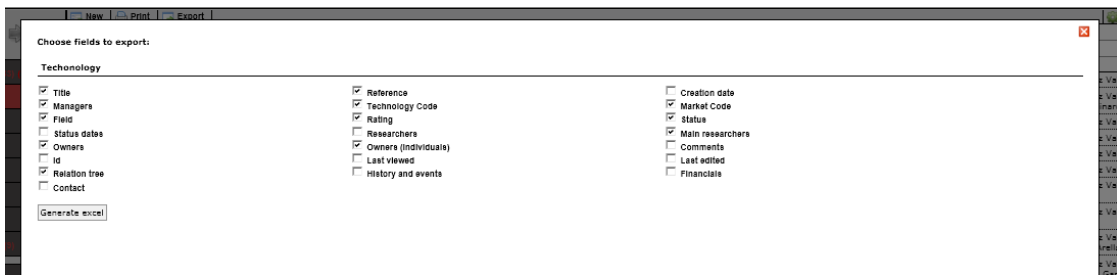 New Print Export
Choose fields to export:
Techonology
Title Reference Creation date
Managers Technology Code Market Code
Field Rating Status
Status dates Researchers Main researchers
Owners Owners (individuals) Comments
Id Last viewed Last edited
Relation tree History and events Financials
Contact
Generate excel